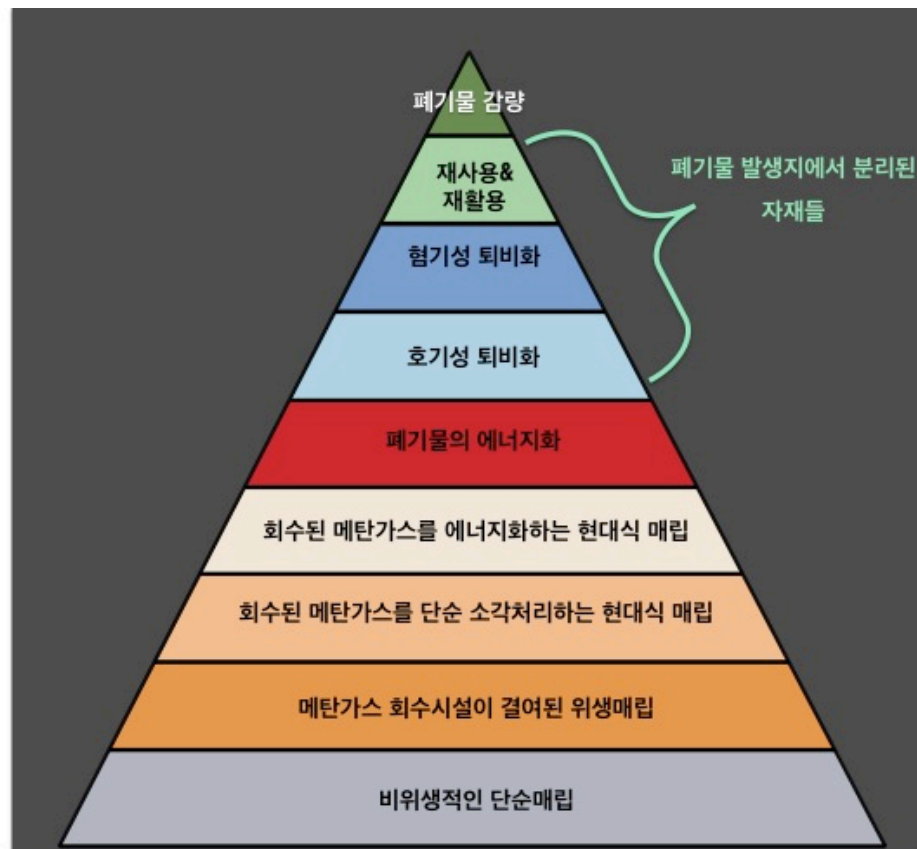 폐기물 감량
재사용&
재활용
폐기물 발생지에서 분리된
자재들
혐기성 퇴비화
호기성 퇴비화
폐기물의 에너지화
회수된 메탄가스를 에너지화하는 현대식 매립
회수된 메탄가스를 단순 소각처리하는 현대식 매립
메탄가스 회수시설이 결여된 위생매립
비위생적인 단순매립